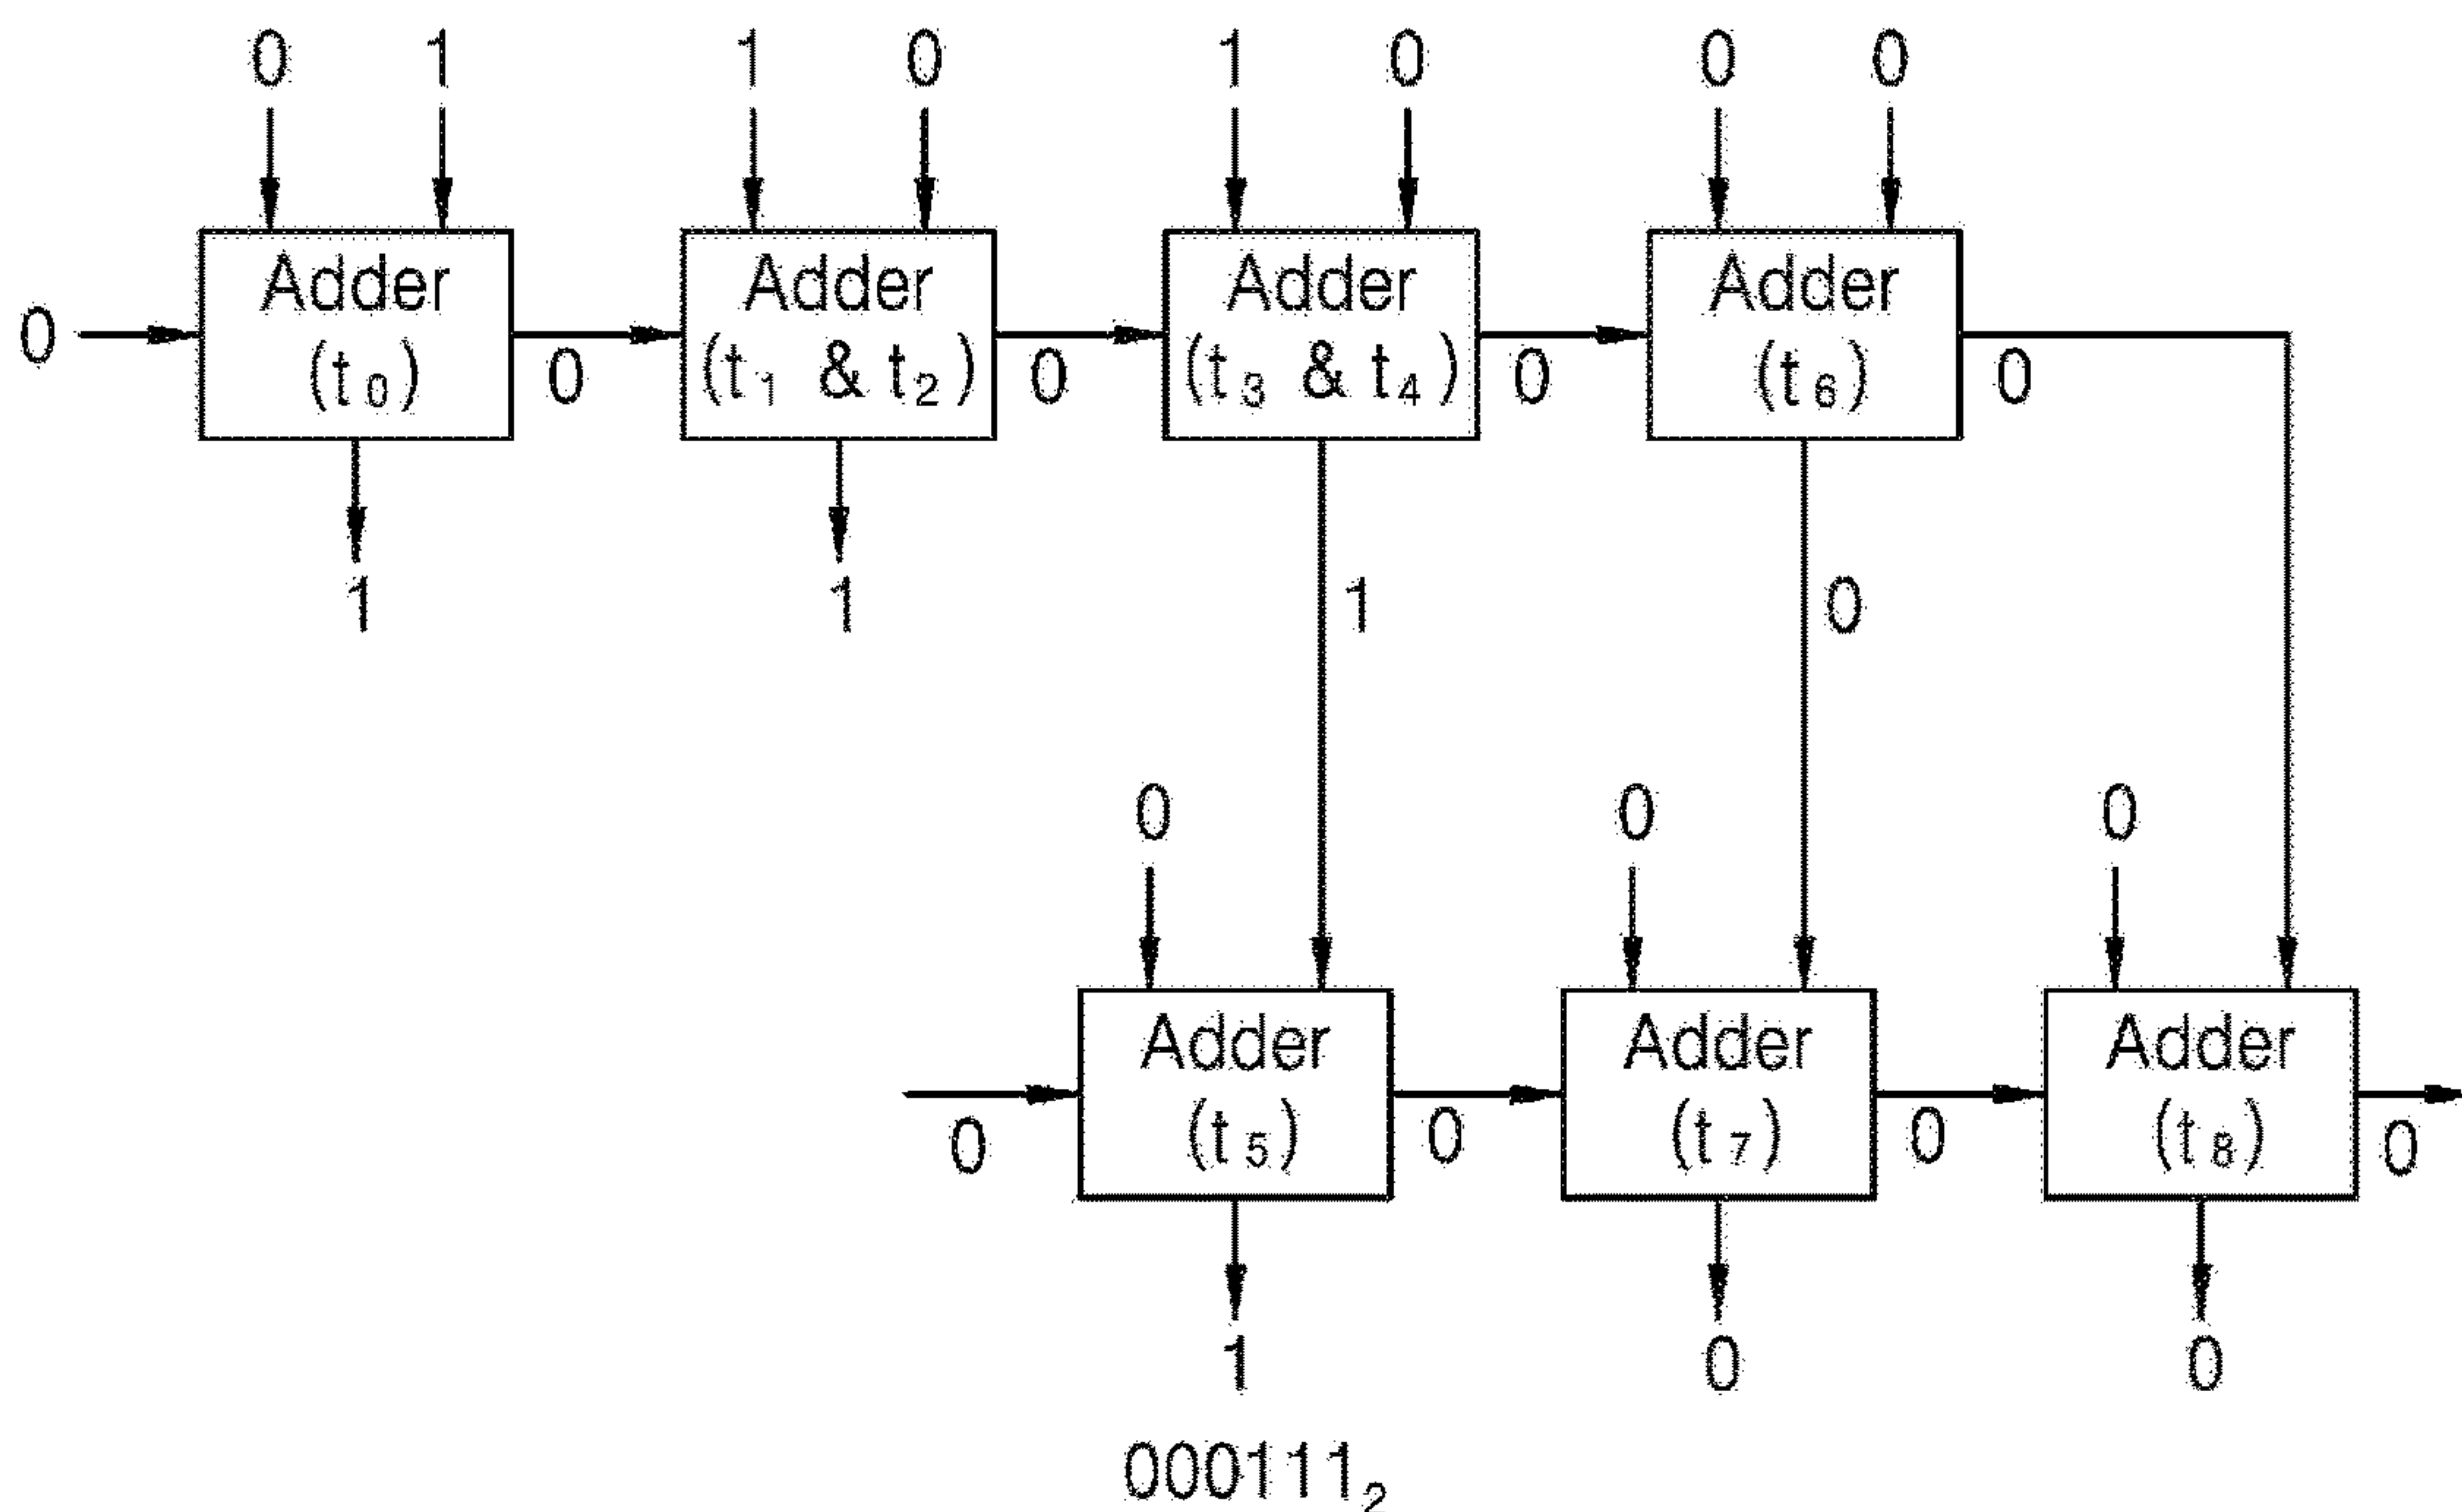 0 1 1 0 1 0 0 0
Adder Adder Adder Adder
0 (t₀) 0 (t₁ & t₂) 0 (t₃ & t₄) 0 (t₆) 0
1 1 1 0
0 0 0
Adder Adder Adder
0 (t₅) 0 (t₇) 0 (t₈) 0
1 0 0
000111₂